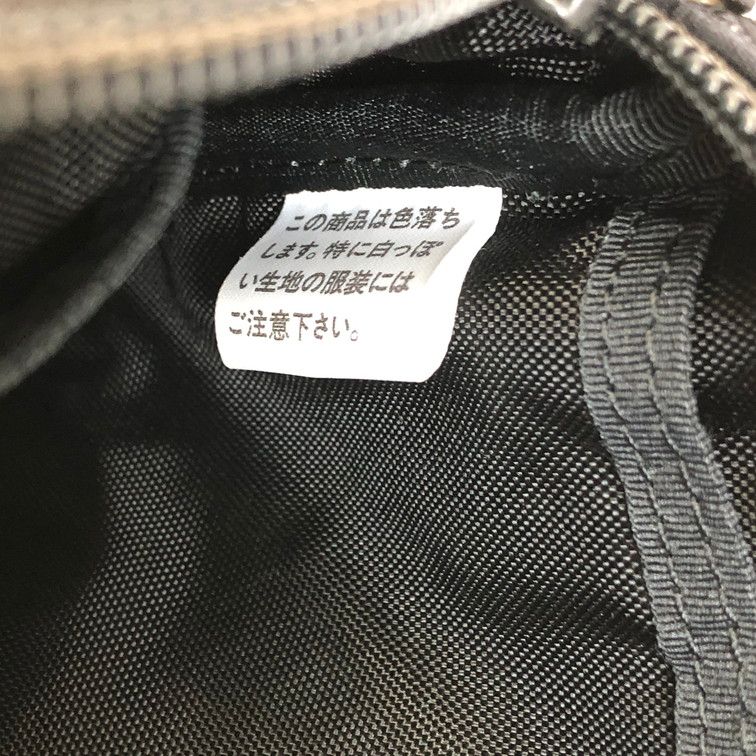 この商品は色落ち
します。特に白っぽ
い生地の服装には
ご注意下さい。